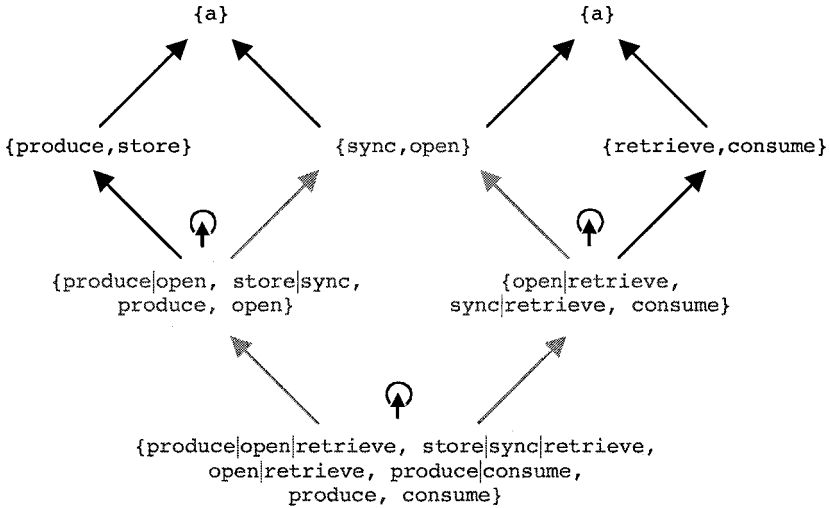 {a} {a}
{produce,store} {sync,open} {retrieve,consume}
{produce|open, store|sync,
produce, open}
{open|retrieve,
sync|retrieve, consume}
{produce|open|retrieve, store|sync|retrieve,
open|retrieve, produce|consume,
produce, consume}